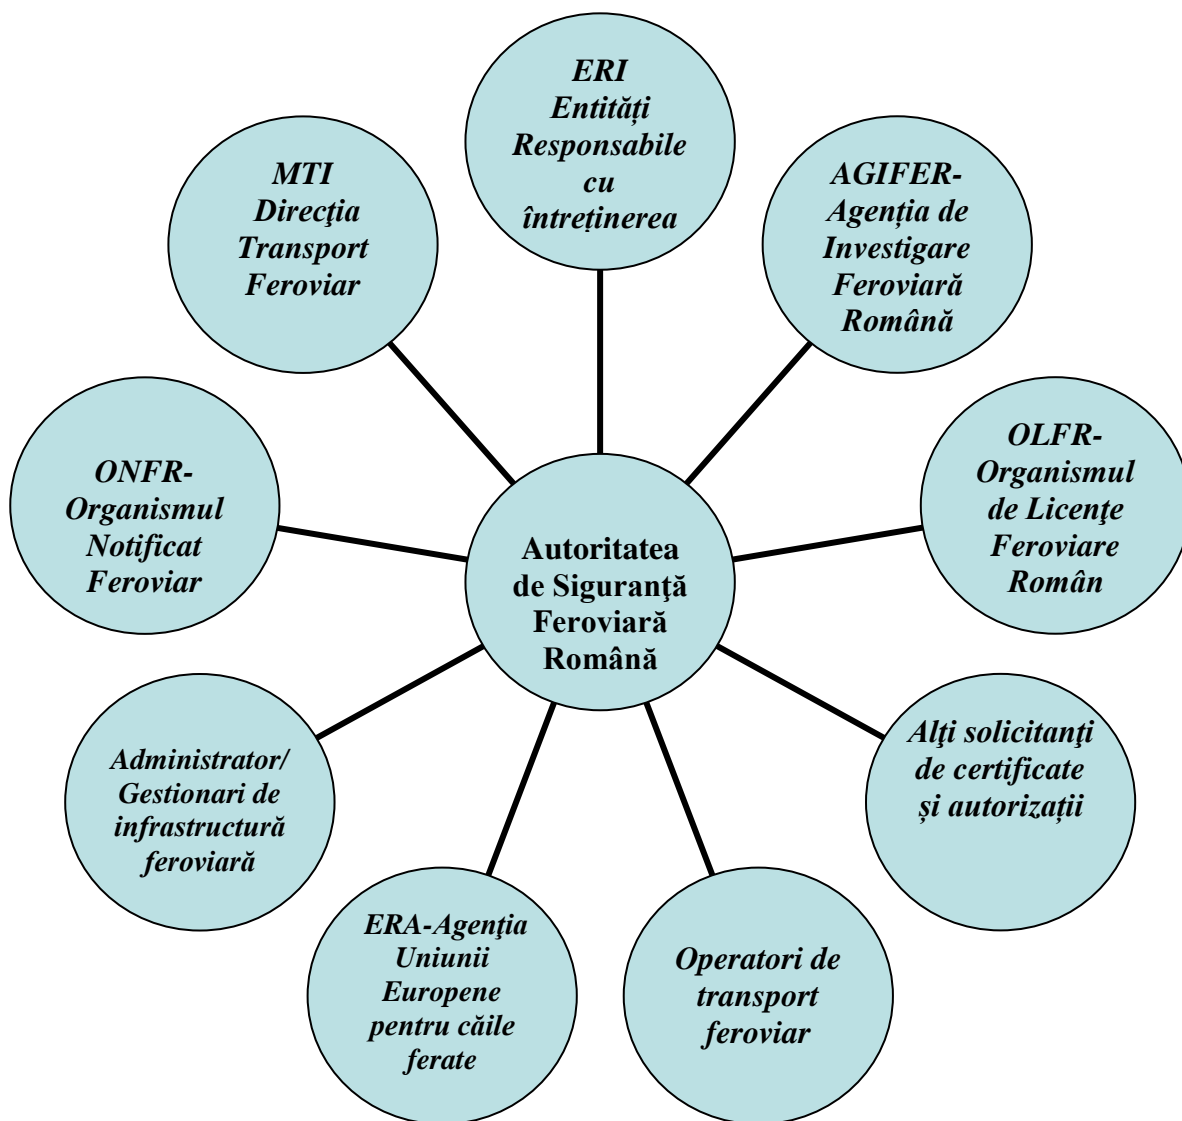 ERI
Entități
Responsabile
cu
întreținerea
MTI
Direcţia
Transport
Feroviar
AGIFER-
Agenția de
Investigare
Feroviară
Română
ONFR-
Organismul
Notificat
Feroviar
OLFR-
Organismul
de Licenţe
Feroviare
Român
Autoritatea
de Siguranţă
Feroviară
Română
Administrator/
Gestionari de
infrastructură
feroviară
Alţi solicitanţi
de certificate
și autorizații
ERA-Agenţia
Uniunii
Europene
pentru căile
ferate
Operatori de
transport
feroviar